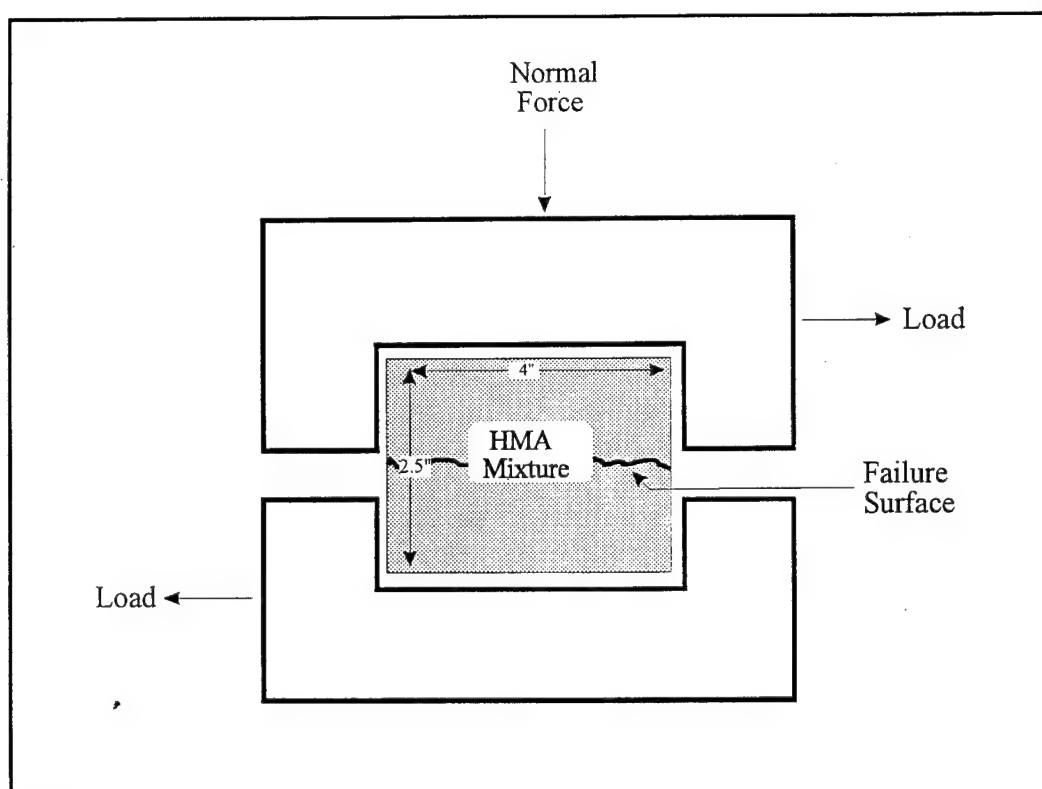 Normal
Force
Load
4"
HMA
Mixture
2.5"
Failure
Surface
Load